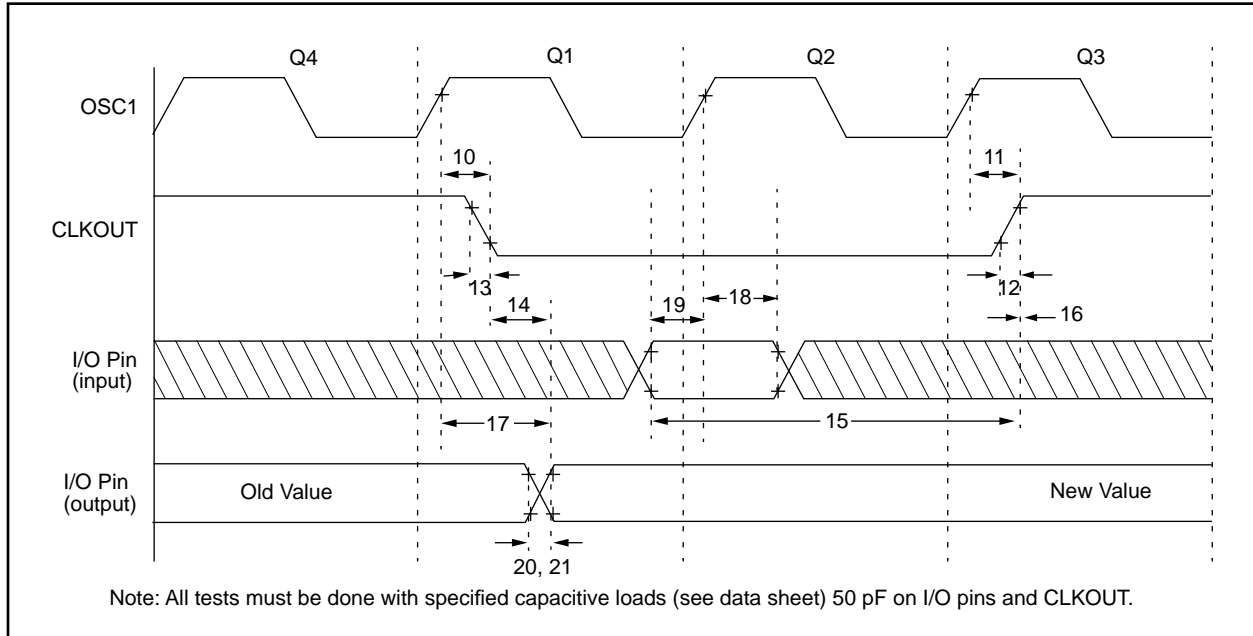 Q4 Q1 Q2 Q3
OSC1
10 11
CLKOUT
13 12
14 19 18 16
I/O Pin
(input)
17 15
I/O Pin
(output)
Old Value New Value
20, 21
Note: All tests must be done with specified capacitive loads (see data sheet) 50 pF on I/O pins and CLKOUT.